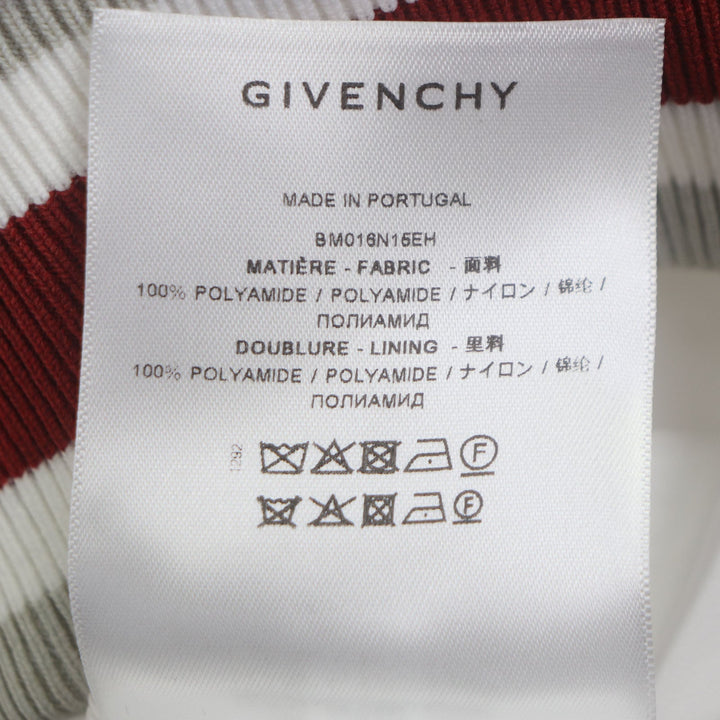 GIVENCHY
MADE IN PORTUGAL
BM016N15EH
MATIÈRE - FABRIC - 面料
100% POLYAMIDE / POLYAMIDE / ナイロン / 锦纶 /
ПОЛИАМИД
DOUBLURE - LINING - 里料
100% POLYAMIDE / POLYAMIDE / ナイロン / 锦纶 /
ПОЛИАМИД
1292
F
F